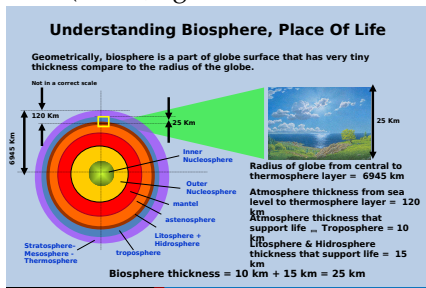 Understanding Biosphere, Place Of Life
Geometrically, biosphere is a part of globe surface that has very tiny
thickness compare to the radius of the globe.
Not in a correct scale
120 Km
25 Km
6945 Km
25 Km
Inner
Nucleosphere
Outer
Nucleosphere
mantel
astenosphere
Litosphere +
Hidrosphere
troposphere
Stratosphere-
Mesosphere -
Thermosphere
Radius of globe from central to
thermosphere layer = 6945 km
Atmosphere thickness from sea
level to thermosphere layer = 120
km
Atmosphere thickness that
support life Troposphere = 10
km
Litosphere & Hidrosphere
thickness that support life = 15
km
Biosphere thickness = 10 km + 15 km = 25 km